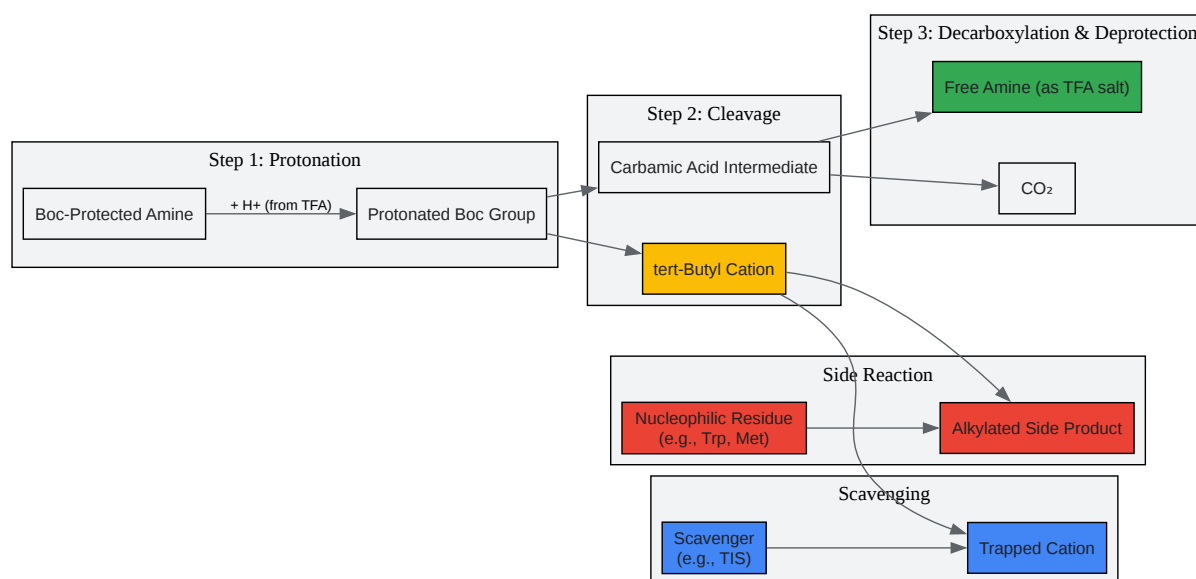 Step 1: Protonation
Boc-Protected Amine
+ H+ (from TFA)
Protonated Boc Group
Step 2: Cleavage
Carbamic Acid Intermediate
tert-Butyl Cation
Step 3: Decarboxylation & Deprotection
Free Amine (as TFA salt)
CO₂
Side Reaction
Nucleophilic Residue
(e.g., Trp, Met)
Alkylated Side Product
Scavenging
Scavenger
(e.g., TIS)
Trapped Cation